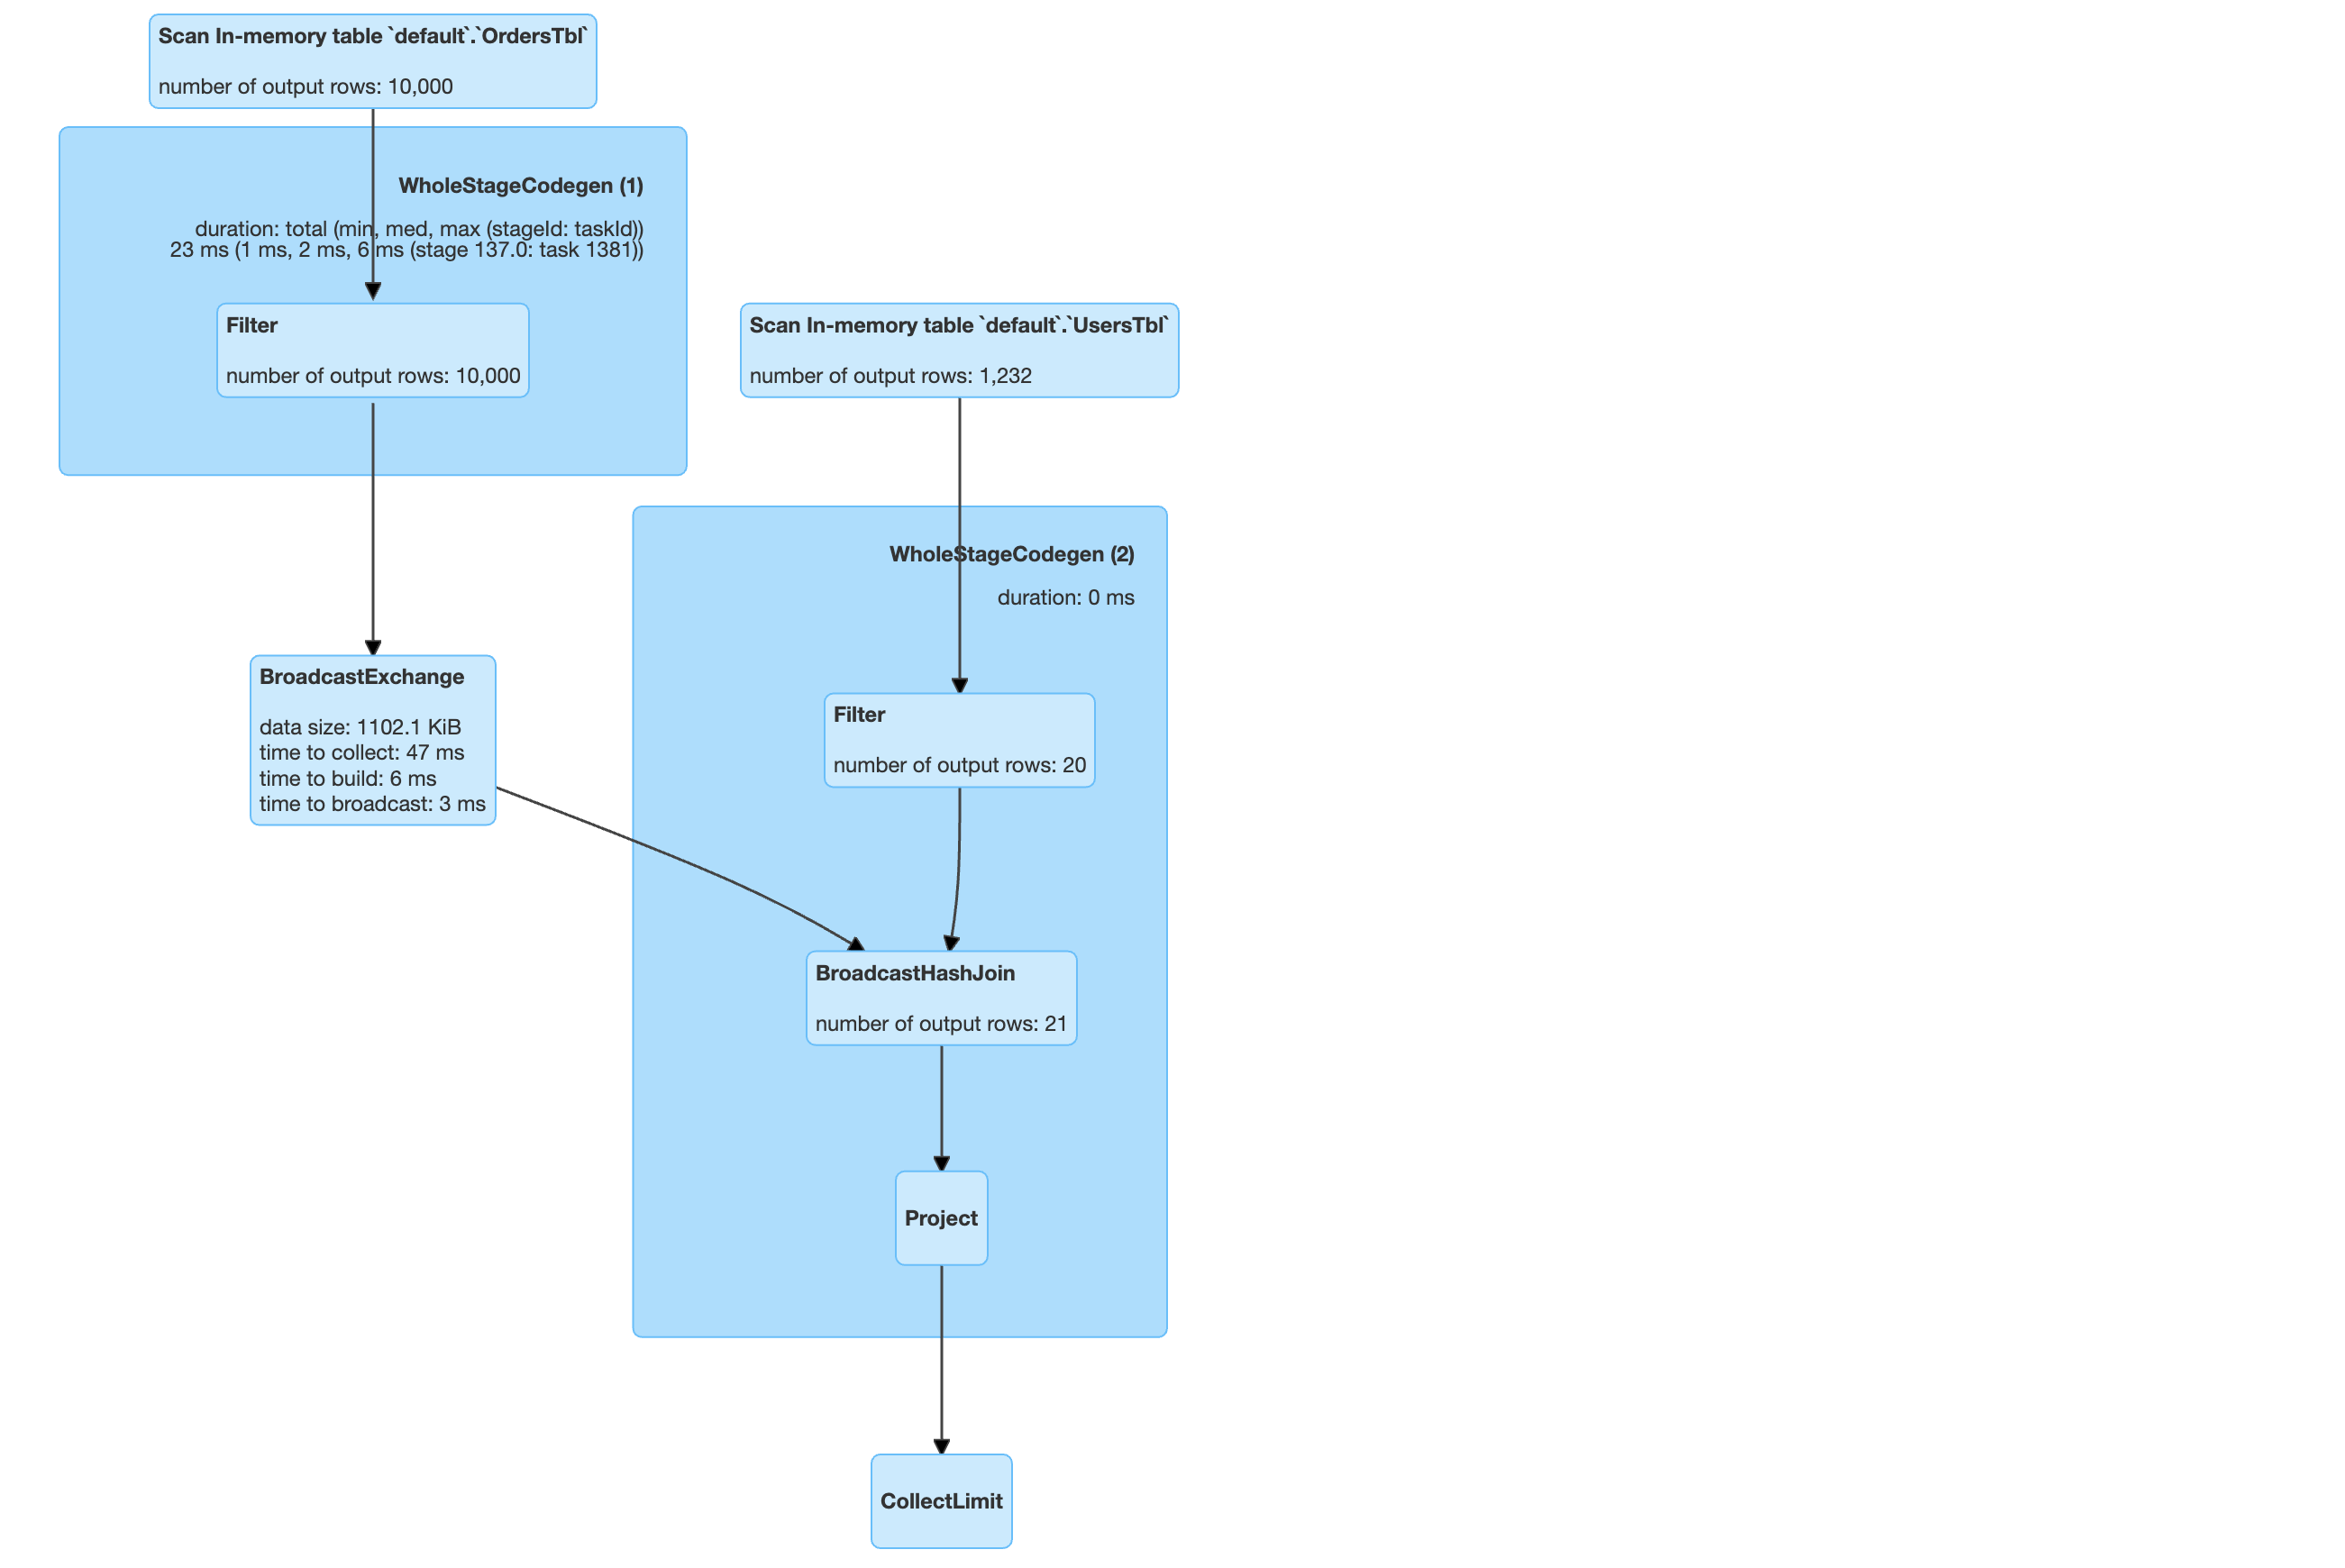 Scan In-memory table `default`.`OrdersTbl`
number of output rows: 10,000
WholeStageCodegen (1)
duration: total (min, med, max (stageId: taskId))
23 ms (1 ms, 2 ms, 6 ms (stage 137.0: task 1381))
Filter
number of output rows: 10,000
Scan In-memory table `default`.`UsersTbl`
number of output rows: 1,232
WholeStageCodegen (2)
duration: 0 ms
BroadcastExchange
data size: 1102.1 KiB
time to collect: 47 ms
time to build: 6 ms
time to broadcast: 3 ms
Filter
number of output rows: 20
BroadcastHashJoin
number of output rows: 21
Project
CollectLimit